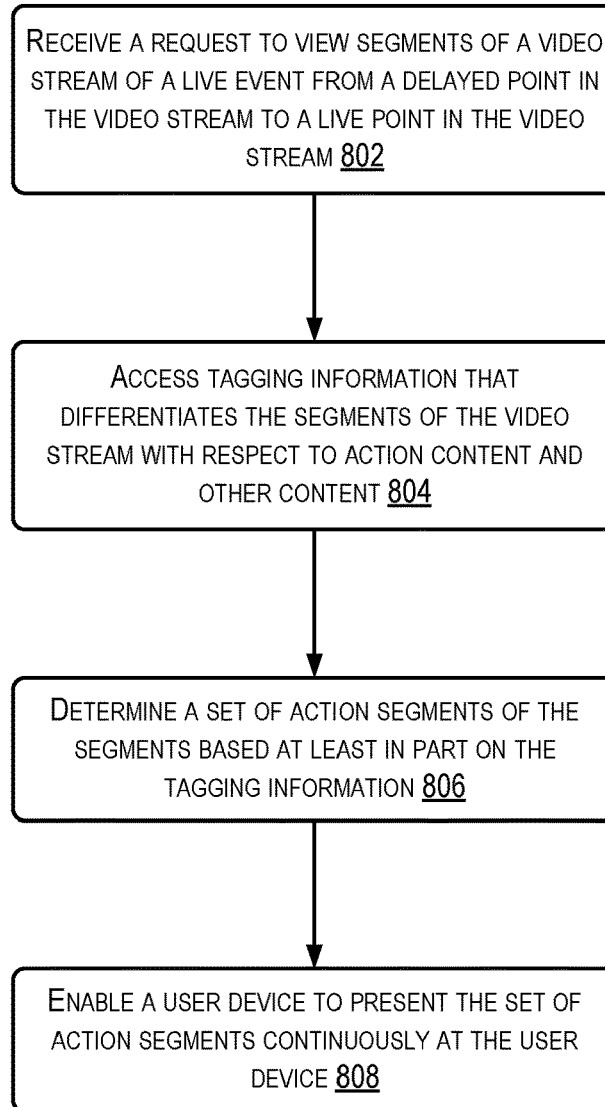 RECEIVE A REQUEST TO VIEW SEGMENTS OF A VIDEO
STREAM OF A LIVE EVENT FROM A DELAYED POINT IN
THE VIDEO STREAM TO A LIVE POINT IN THE VIDEO
STREAM 802
ACCESS TAGGING INFORMATION THAT
DIFFERENTIATES THE SEGMENTS OF THE VIDEO
STREAM WITH RESPECT TO ACTION CONTENT AND
OTHER CONTENT 804
DETERMINE A SET OF ACTION SEGMENTS OF THE
SEGMENTS BASED AT LEAST IN PART ON THE
TAGGING INFORMATION 806
ENABLE A USER DEVICE TO PRESENT THE SET OF
ACTION SEGMENTS CONTINUOUSLY AT THE USER
DEVICE 808